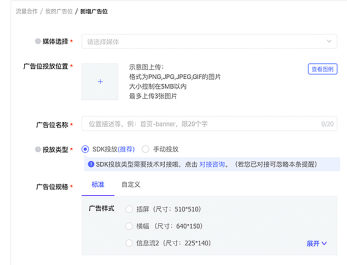 流量合作 / 我的广告位 / 新增广告位
媒体选择 *
请选择媒体
广告位投放位置 *
+
示意图上传:
格式为PNG,JPG,JPEG,GIF的图片
大小控制在5MB以内
最多上传3张图片
查看图例
广告位名称 *
位置描述等，例：首页-banner，限20个字
0/20
投放类型 *
SDK投放(推荐)
手动投放
SDK投放类型需要技术对接哦，点击 对接咨询。（若您已对接可忽略本条提醒）
广告位规格 *
标准
自定义
广告样式
插屏（尺寸：510*510）
横幅（尺寸：640*150）
信息流2（尺寸：225*140）
展开